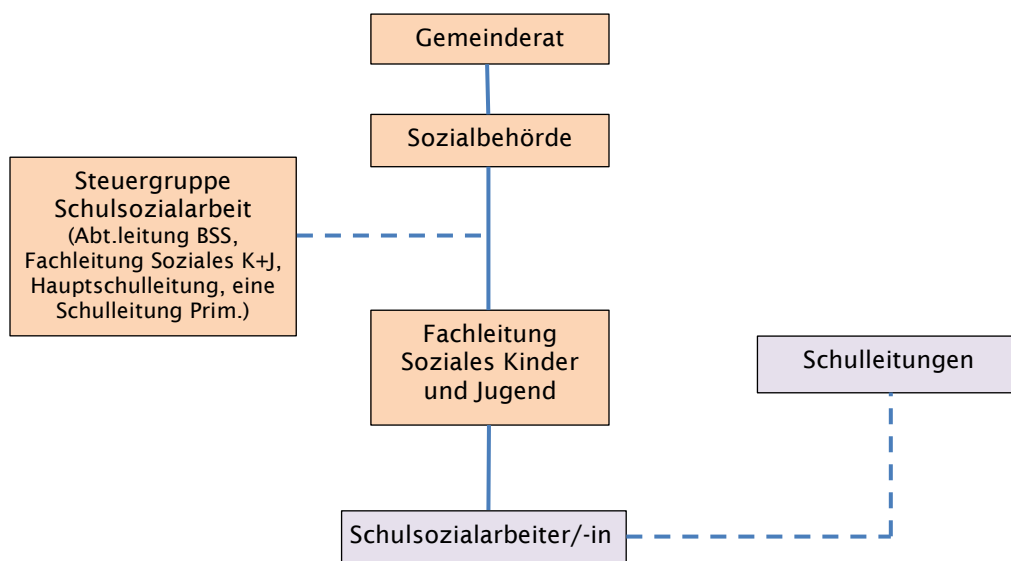 Gemeinderat
Sozialbehörde
Steuergruppe
Schulsozialarbeit
(Abt.leitung BSS,
Fachleitung Soziales K+J,
Hauptschulleitung, eine
Schulleitung Prim.)
Fachleitung
Soziales Kinder
und Jugend
Schulleitungen
Schulsozialarbeiter/-in